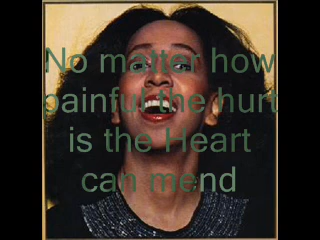 No matter how
painful the hurt
is the Heart
can mend